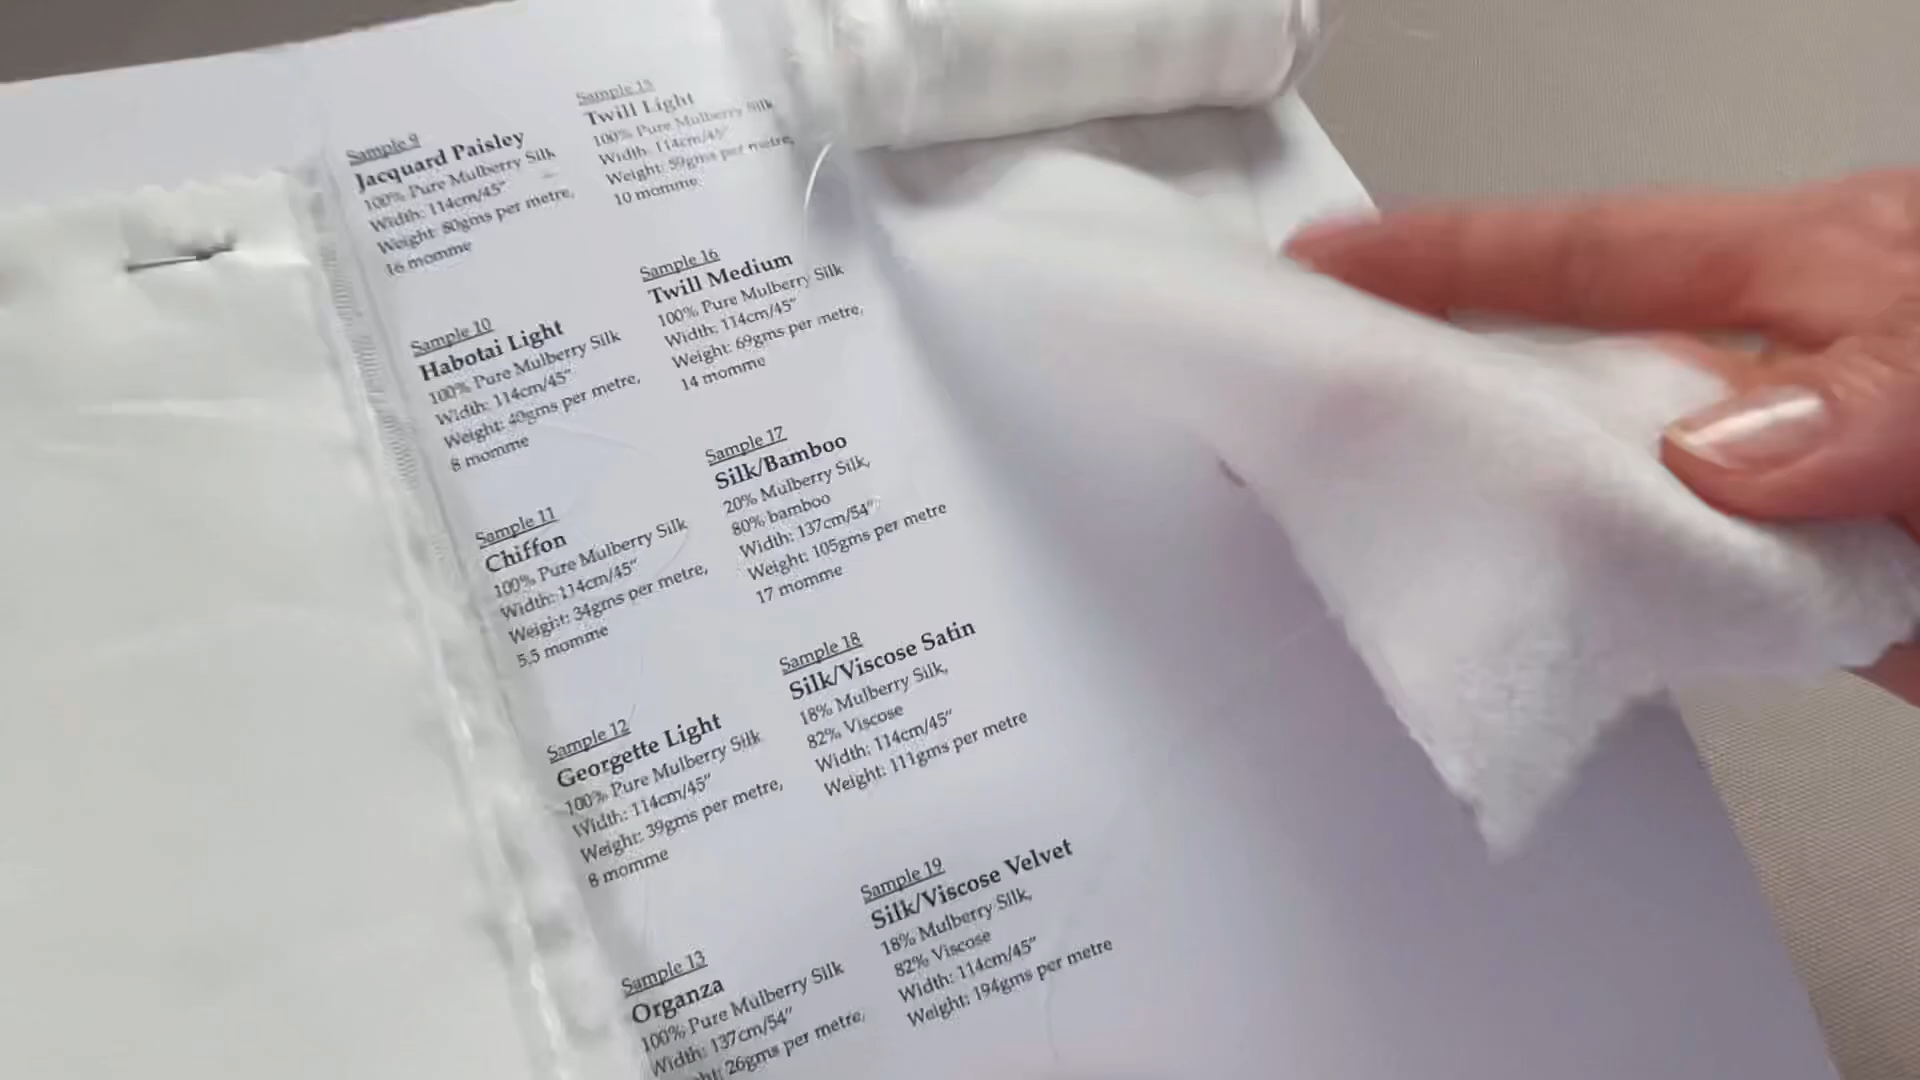 Sample 9
Jacquard Paisley
100% Pure Mulberry Silk
Width: 114cm/45"
Weight: 80gms per metre,
16 momme
Sample 10
Habotai Light
100% Pure Mulberry Silk
Width: 114cm/45"
Weight: 40gms per metre,
8 momme
Sample 11
Chiffon
100% Pure Mulberry Silk
Width: 114cm/45"
Weight: 34gms per metre,
5.5 momme
Sample 12
Georgette Light
100% Pure Mulberry Silk
Width: 114cm/45"
Weight: 39gms per metre,
8 momme
Sample 13
Organza
100% Pure Mulberry Silk
Width: 137cm/54"
26gms per metre,
Sample 15
Twill Light
100% Pure Mulberry Silk
Width: 114cm/45"
Weight: 59gms per metre,
10 momme
Sample 16
Twill Medium
100% Pure Mulberry Silk
Width: 114cm/45"
Weight: 69gms per metre,
14 momme
Sample 17
Silk/Bamboo
20% Mulberry Silk,
80% bamboo
Width: 137cm/54"
Weight: 105gms per metre
17 momme
Sample 18
Silk/Viscose Satin
18% Mulberry Silk,
82% Viscose
Width: 114cm/45"
Weight: 111gms per metre
Sample 19
Silk/Viscose Velvet
18% Mulberry Silk,
82% Viscose
Width: 114cm/45"
Weight: 194gms per metre